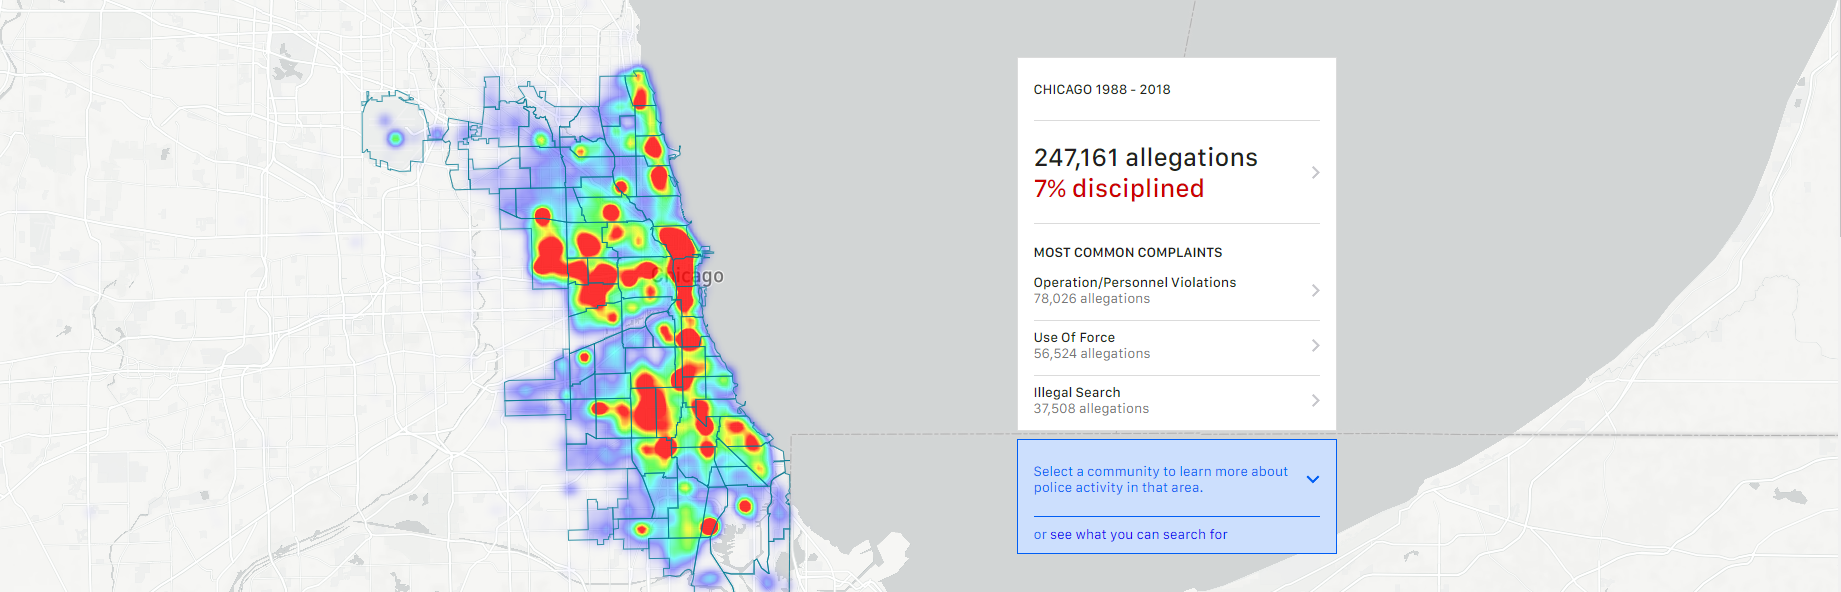 Chicago
CHICAGO 1988 - 2018
247,161 allegations
7% disciplined
MOST COMMON COMPLAINTS
Operation/Personnel Violations
78,026 allegations
Use Of Force
56,524 allegations
Illegal Search
37,508 allegations
Select a community to learn more about
police activity in that area.
or see what you can search for